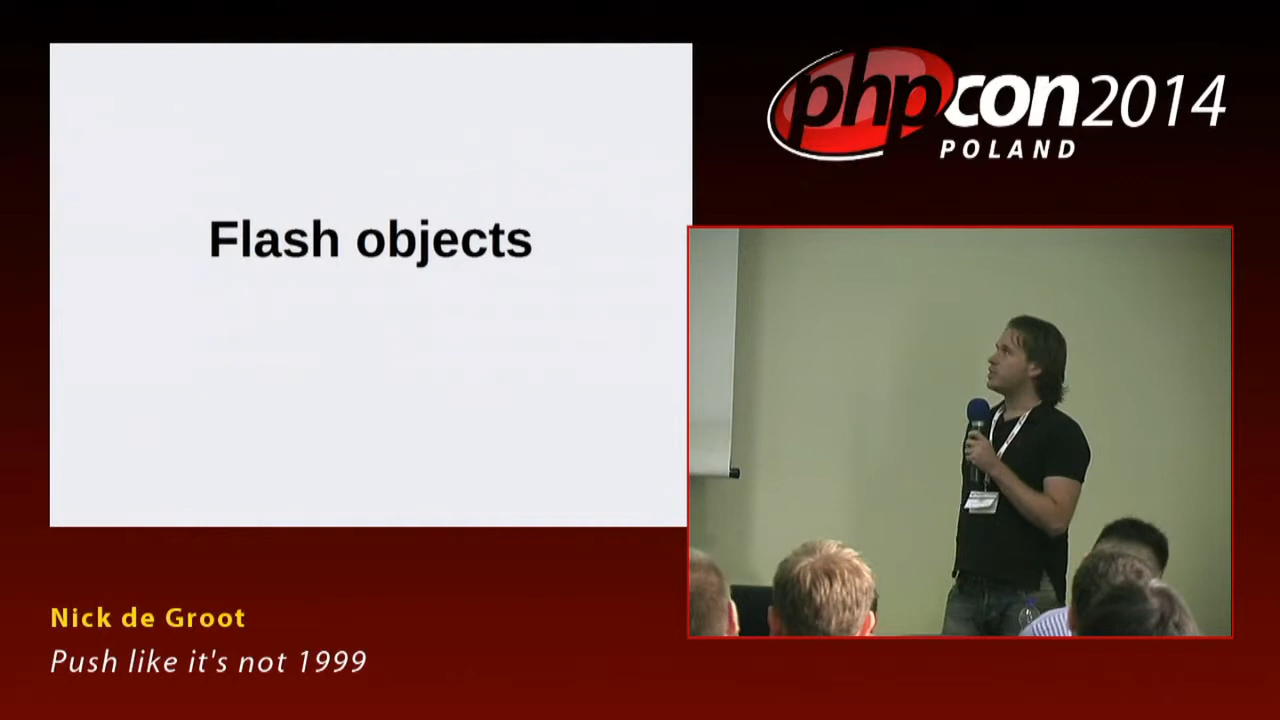 Flash objects
phpcon2014
POLAND
Nick de Groot
Push like it's not 1999